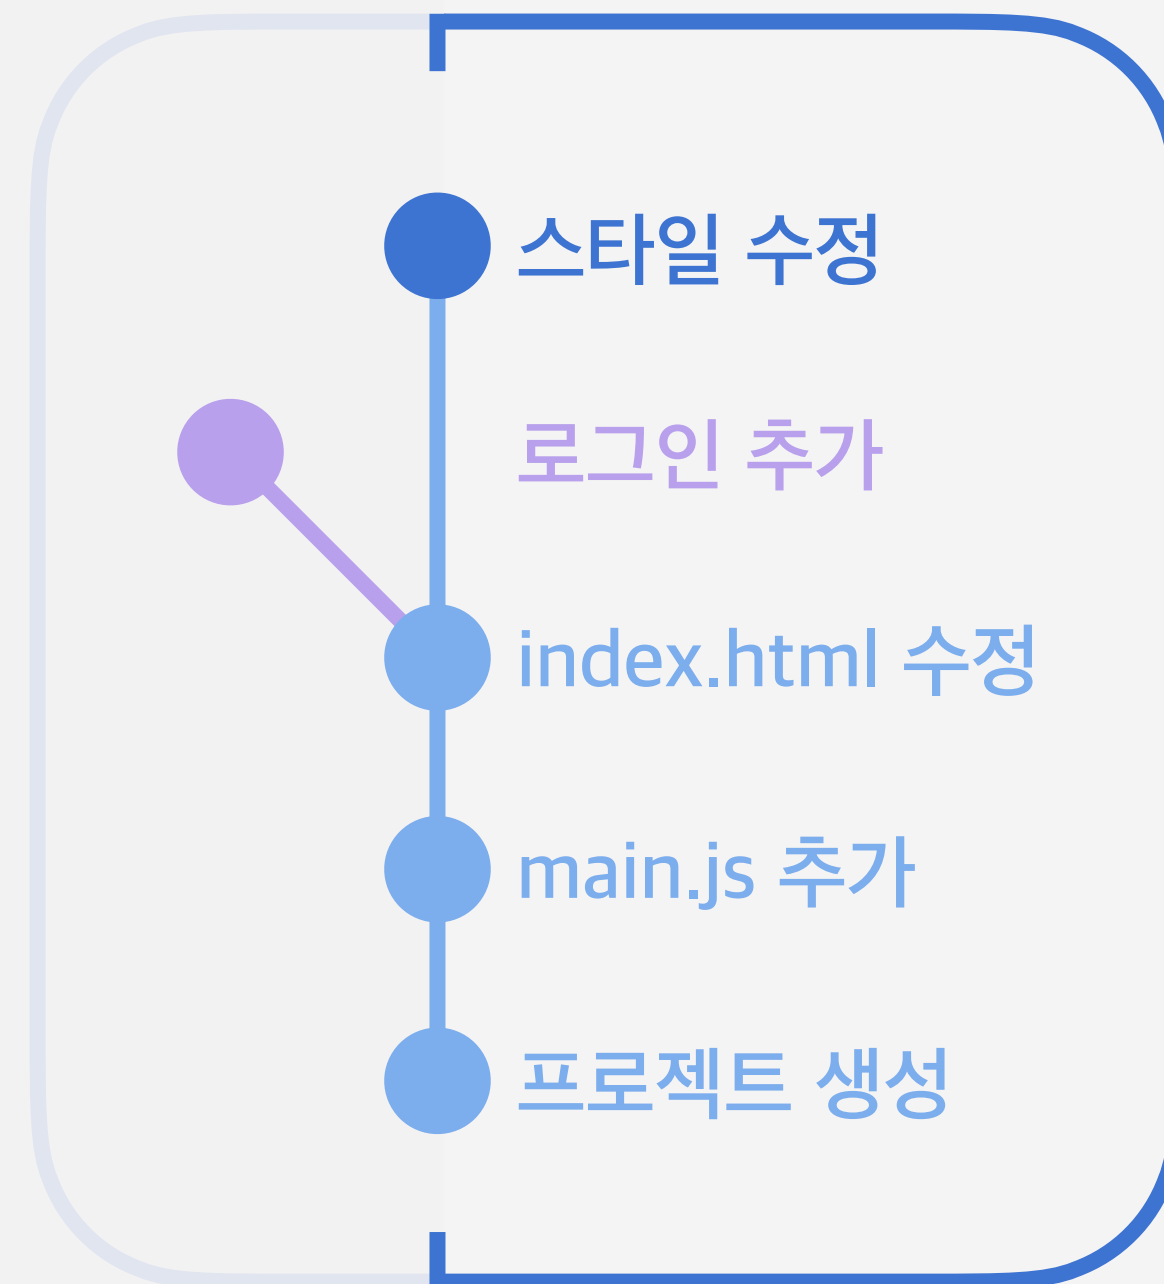 스타일 수정
로그인 추가
index.html 수정
main.js 추가
프로젝트 생성